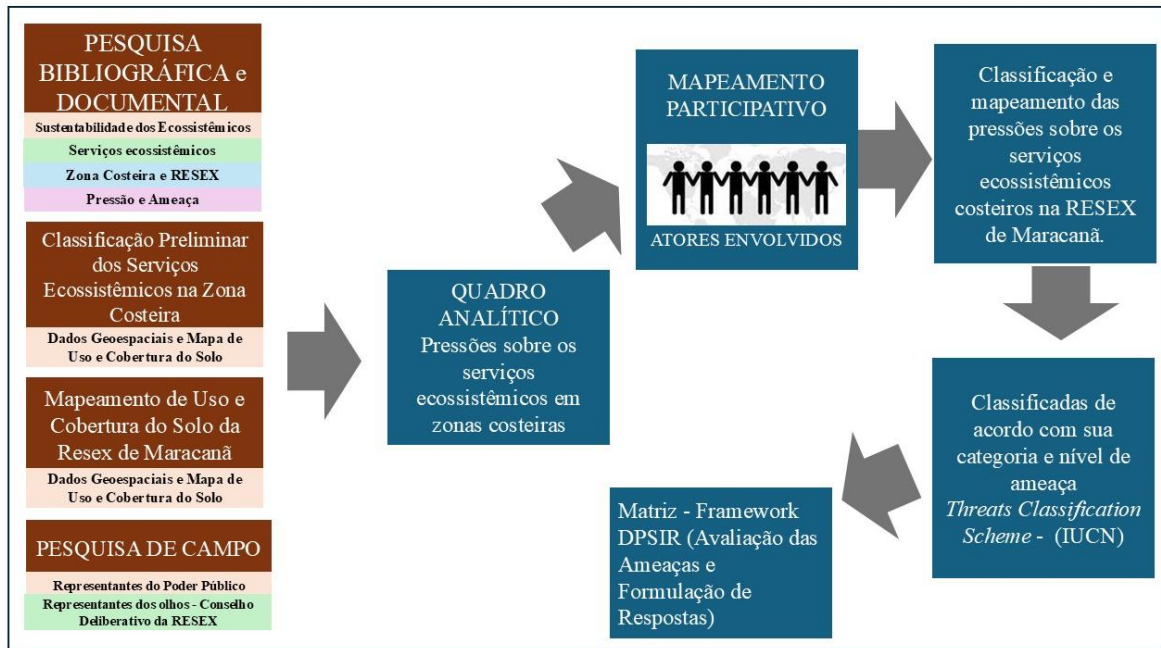 PESQUISA
BIBLIOGRÁFICA e
DOCUMENTAL
Sustentabilidade dos Ecossistêmicos
Serviços ecossistêmicos
Zona Costeira e RESEX
Pressão e Ameaça
Classificação Preliminar
dos Serviços
Ecossistêmicos na Zona
Costeira
Dados Geoespaciais e Mapa de
Uso e Cobertura do Solo
Mapeamento de Uso e
Cobertura do Solo da
Resex de Maracanã
Dados Geoespaciais e Mapa de
Uso e Cobertura do Solo
PESQUISA DE CAMPO
Representantes do Poder Público
Representantes dos olhos - Conselho
Deliberativo da RESEX
QUADRO
ANALÍTICO
Pressões sobre os
serviços
ecossistêmicos em
zonas costeiras
MAPEAMENTO
PARTICIPATIVO
ATORES ENVOLVIDOS
Classificação e
mapeamento das
pressões sobre os
serviços
ecossistêmicos
costeiros na RESEX
de Maracanã.
Classificadas de
acordo com sua
categoria e nível de
ameaça
Threats Classification
Scheme - (IUCN)
Matriz - Framework
DPSIR (Avaliação das
Ameaças e
Formulação de
Respostas)